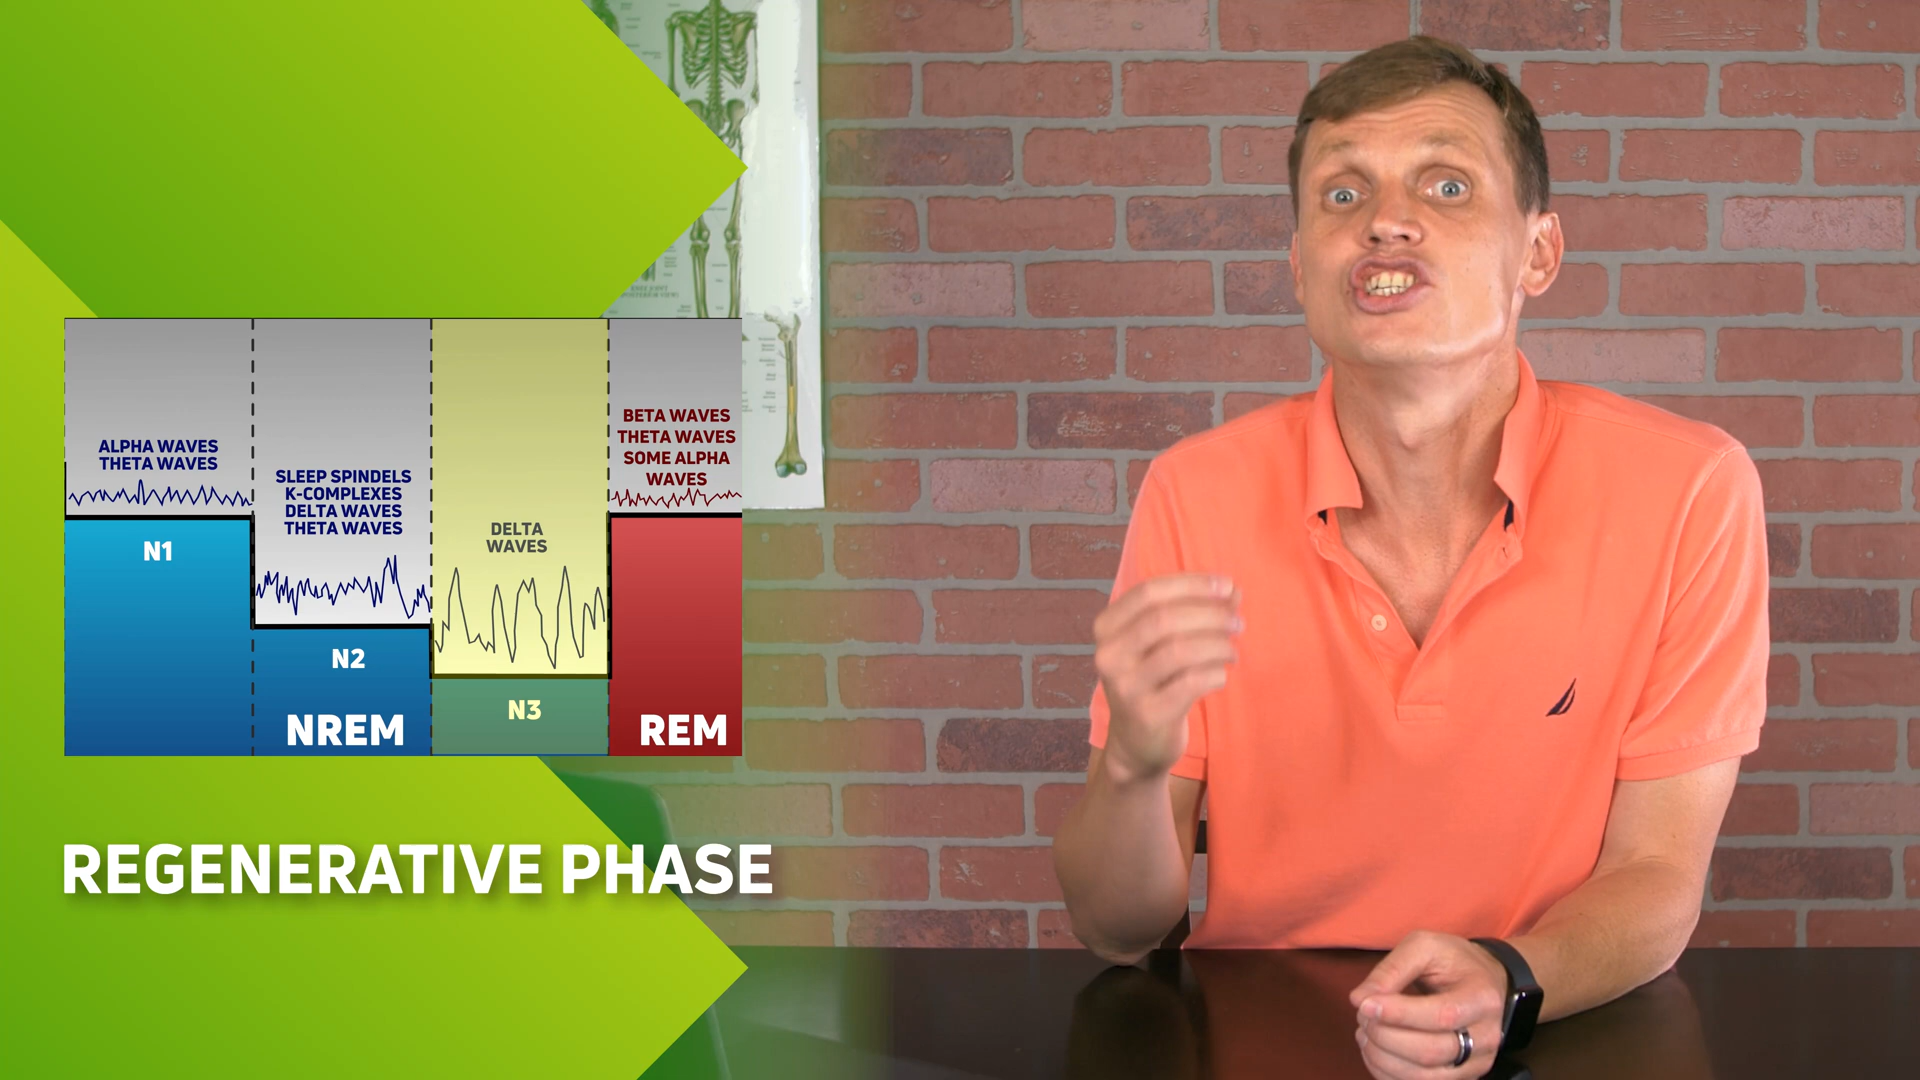 ALPHA WAVES
THETA WAVES
SLEEP SPINDELS
K-COMPLEXES
DELTA WAVES
THETA WAVES
DELTA
WAVES
BETA WAVES
THETA WAVES
SOME ALPHA
WAVES
N1
N2
N3
NREM
REM
REGENERATIVE PHASE